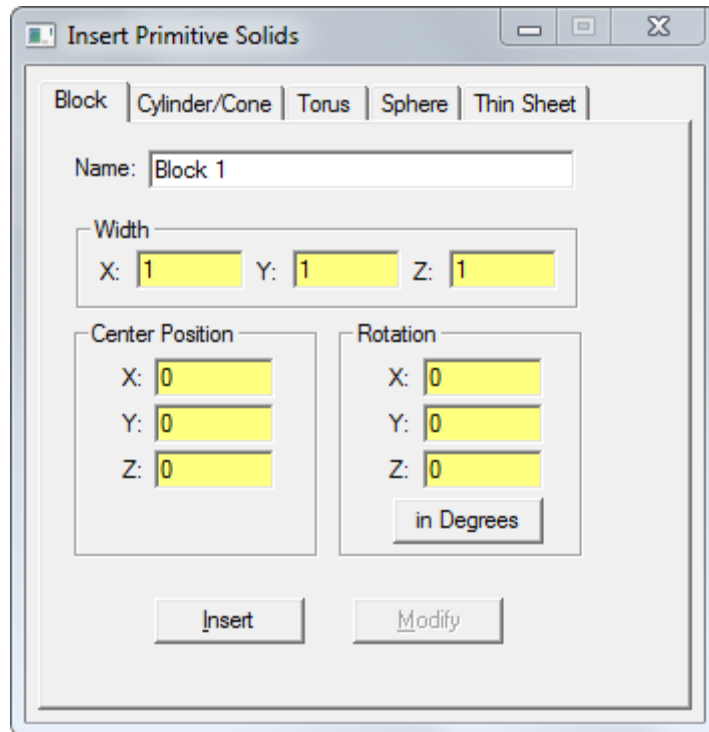 Insert Primitive Solids
Block Cylinder/Cone Torus Sphere Thin Sheet
Name: Block 1
Width
X: 1 Y: 1 Z: 1
Center Position Rotation
X: 0 X: 0
Y: 0 Y: 0
Z: 0 Z: 0
in Degrees
Insert Modify